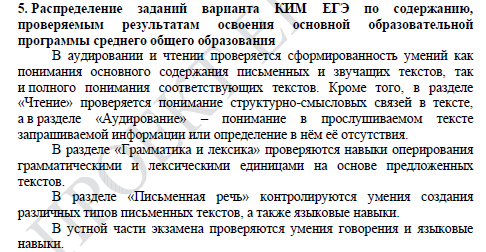 5. Распределение заданий варианта КИМ ЕГЭ по содержанию,
проверяемым результатам освоения основной образовательной
программы среднего общего образования
В аудировании и чтении проверяется сформированность умений как
понимания основного содержания письменных и звучащих текстов, так
и полного понимания соответствующих текстов. Кроме того, в разделе
«Чтение» проверяется понимание структурно-смысловых связей в тексте,
а в разделе «Аудирование» – понимание в прослушиваемом тексте
запрашиваемой информации или определение в нём её отсутствия.
В разделе «Грамматика и лексика» проверяются навыки оперирования
грамматическими и лексическими единицами на основе предложенных
текстов.
В разделе «Письменная речь» контролируются умения создания
различных типов письменных текстов, а также языковые навыки.
В устной части экзамена проверяются умения говорения и языковые
навыки.
ПРОЕКТ